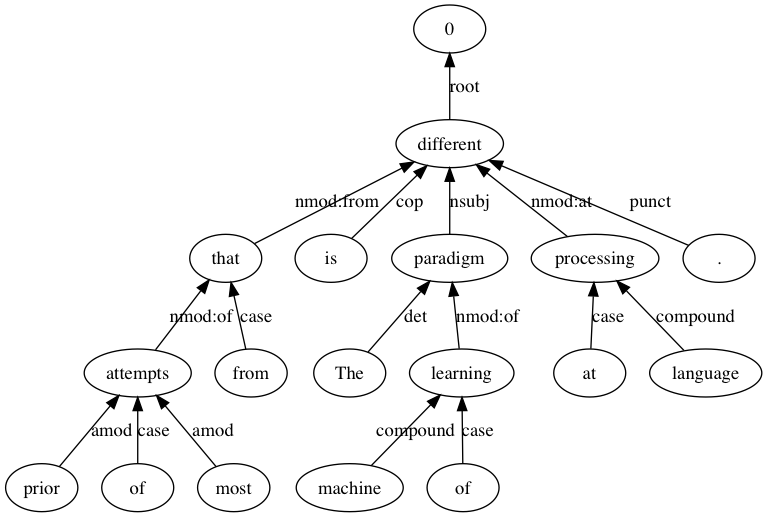 0
root
different
nmod:from cop nsubj nmod:at punct
that is paradigm processing .
nmod:of case det nmod:of case compound
attempts from The learning at language
amod case amod compound case
prior of most machine of